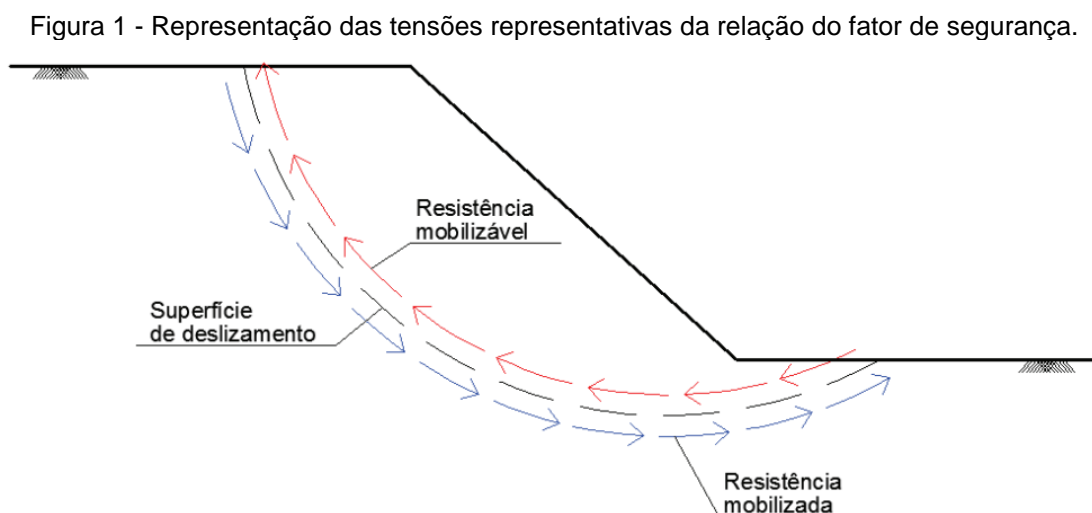 Figura 1 - Representação das tensões representativas da relação do fator de segurança.
Resistência
mobilizável
Superfície
de deslizamento
Resistência
mobilizada